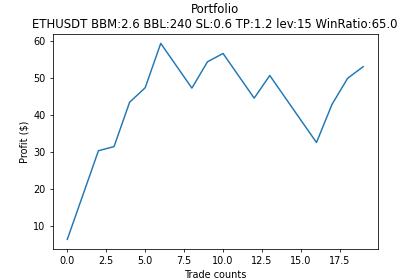 Portfolio
ETHUSDT BBM:2.6 BBL:240 SL:0.6 TP:1.2 lev:15 WinRatio:65.0
60
50
40
30
20
10
Profit ($)
0.0 2.5 5.0 7.5 10.0 12.5 15.0 17.5
Trade counts